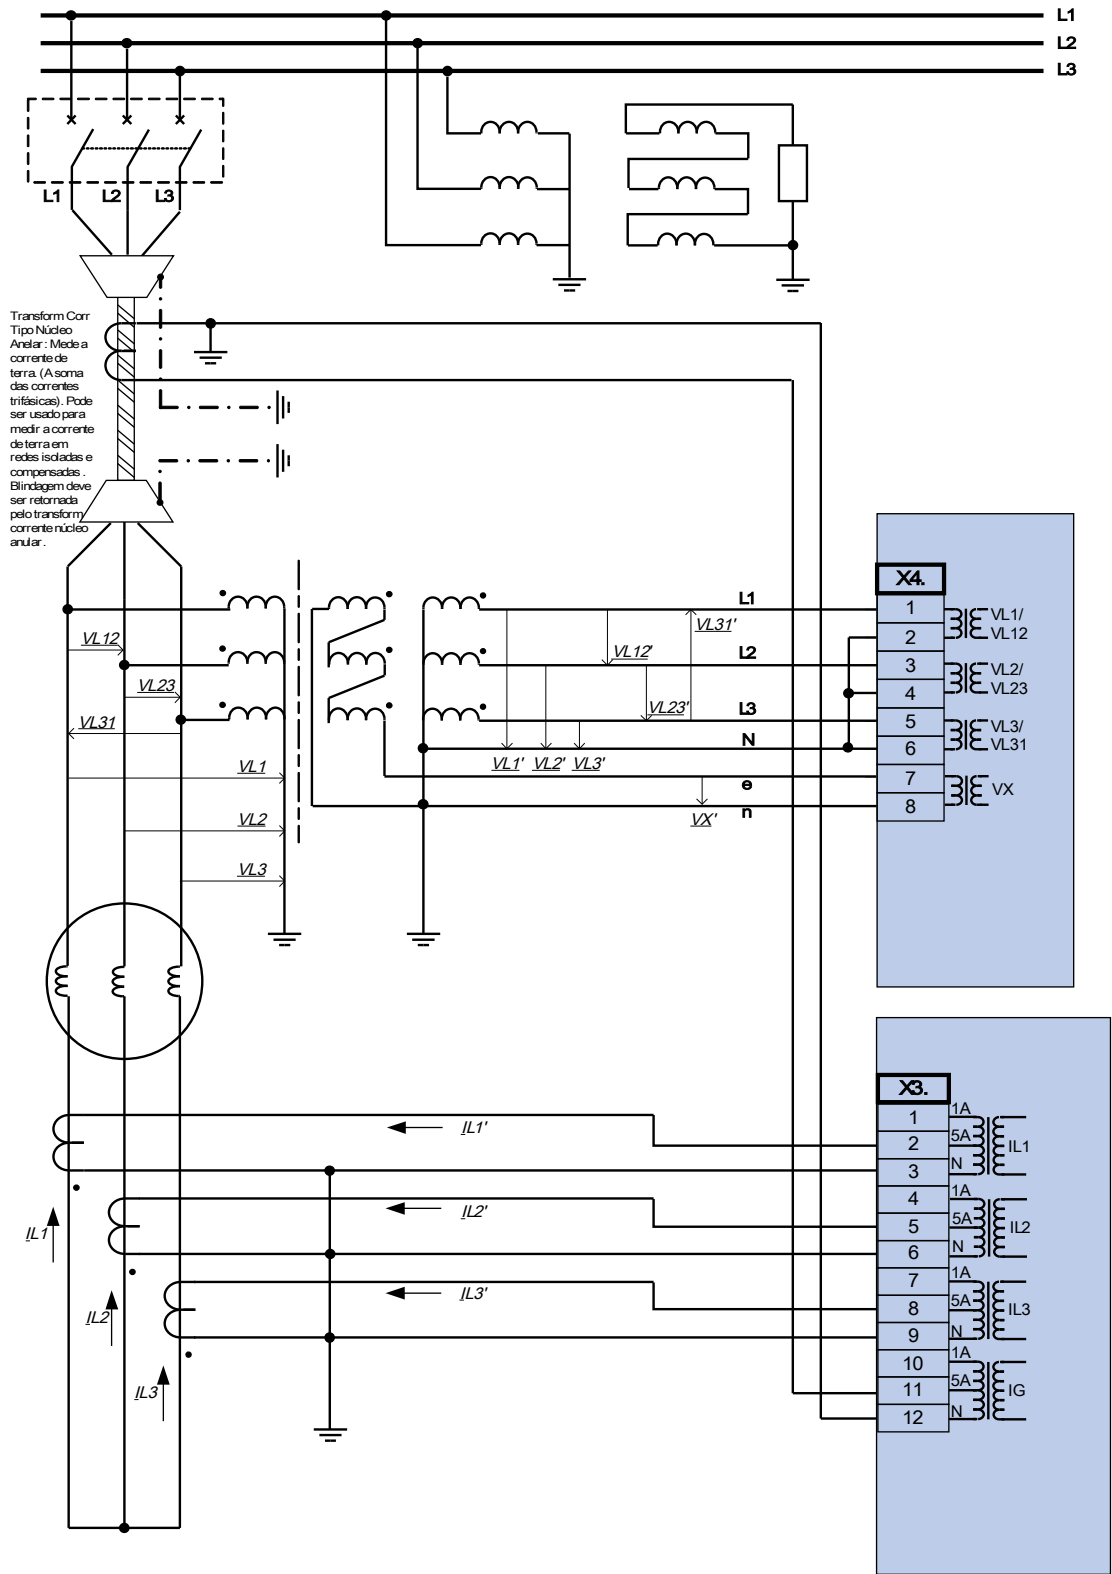 L1
L2
L3
L1 L2 L3
Transform Corr
Tipo Núcleo
Anelar: Mede a
corrente de
terra. (A soma
das correntes
trifásicas). Pode
ser usado para
medir a corrente
de terra em
redes isoladas e
compensadas.
Blindagem deve
ser retornada
pelo transform
corrente núcleo
anular.
X4.
1
2
3
4
5
6
7
8
VL1/
VL12
VL2/
VL23
VL3/
VL31
VX
L1
L2
L3
N
e
n
VL12
VL23
VL31
VL1
VL2
VL3
VL31'
VL12'
VL23'
VL1' VL2' VL3'
VX'
X3.
1 1A
2 5A
3 N
IL1
4 1A
5 5A
6 N
IL2
7 1A
8 5A
9 N
IL3
10 1A
11 5A
12 N
IG
IL1'
IL2'
IL3'
IL1
IL2
IL3